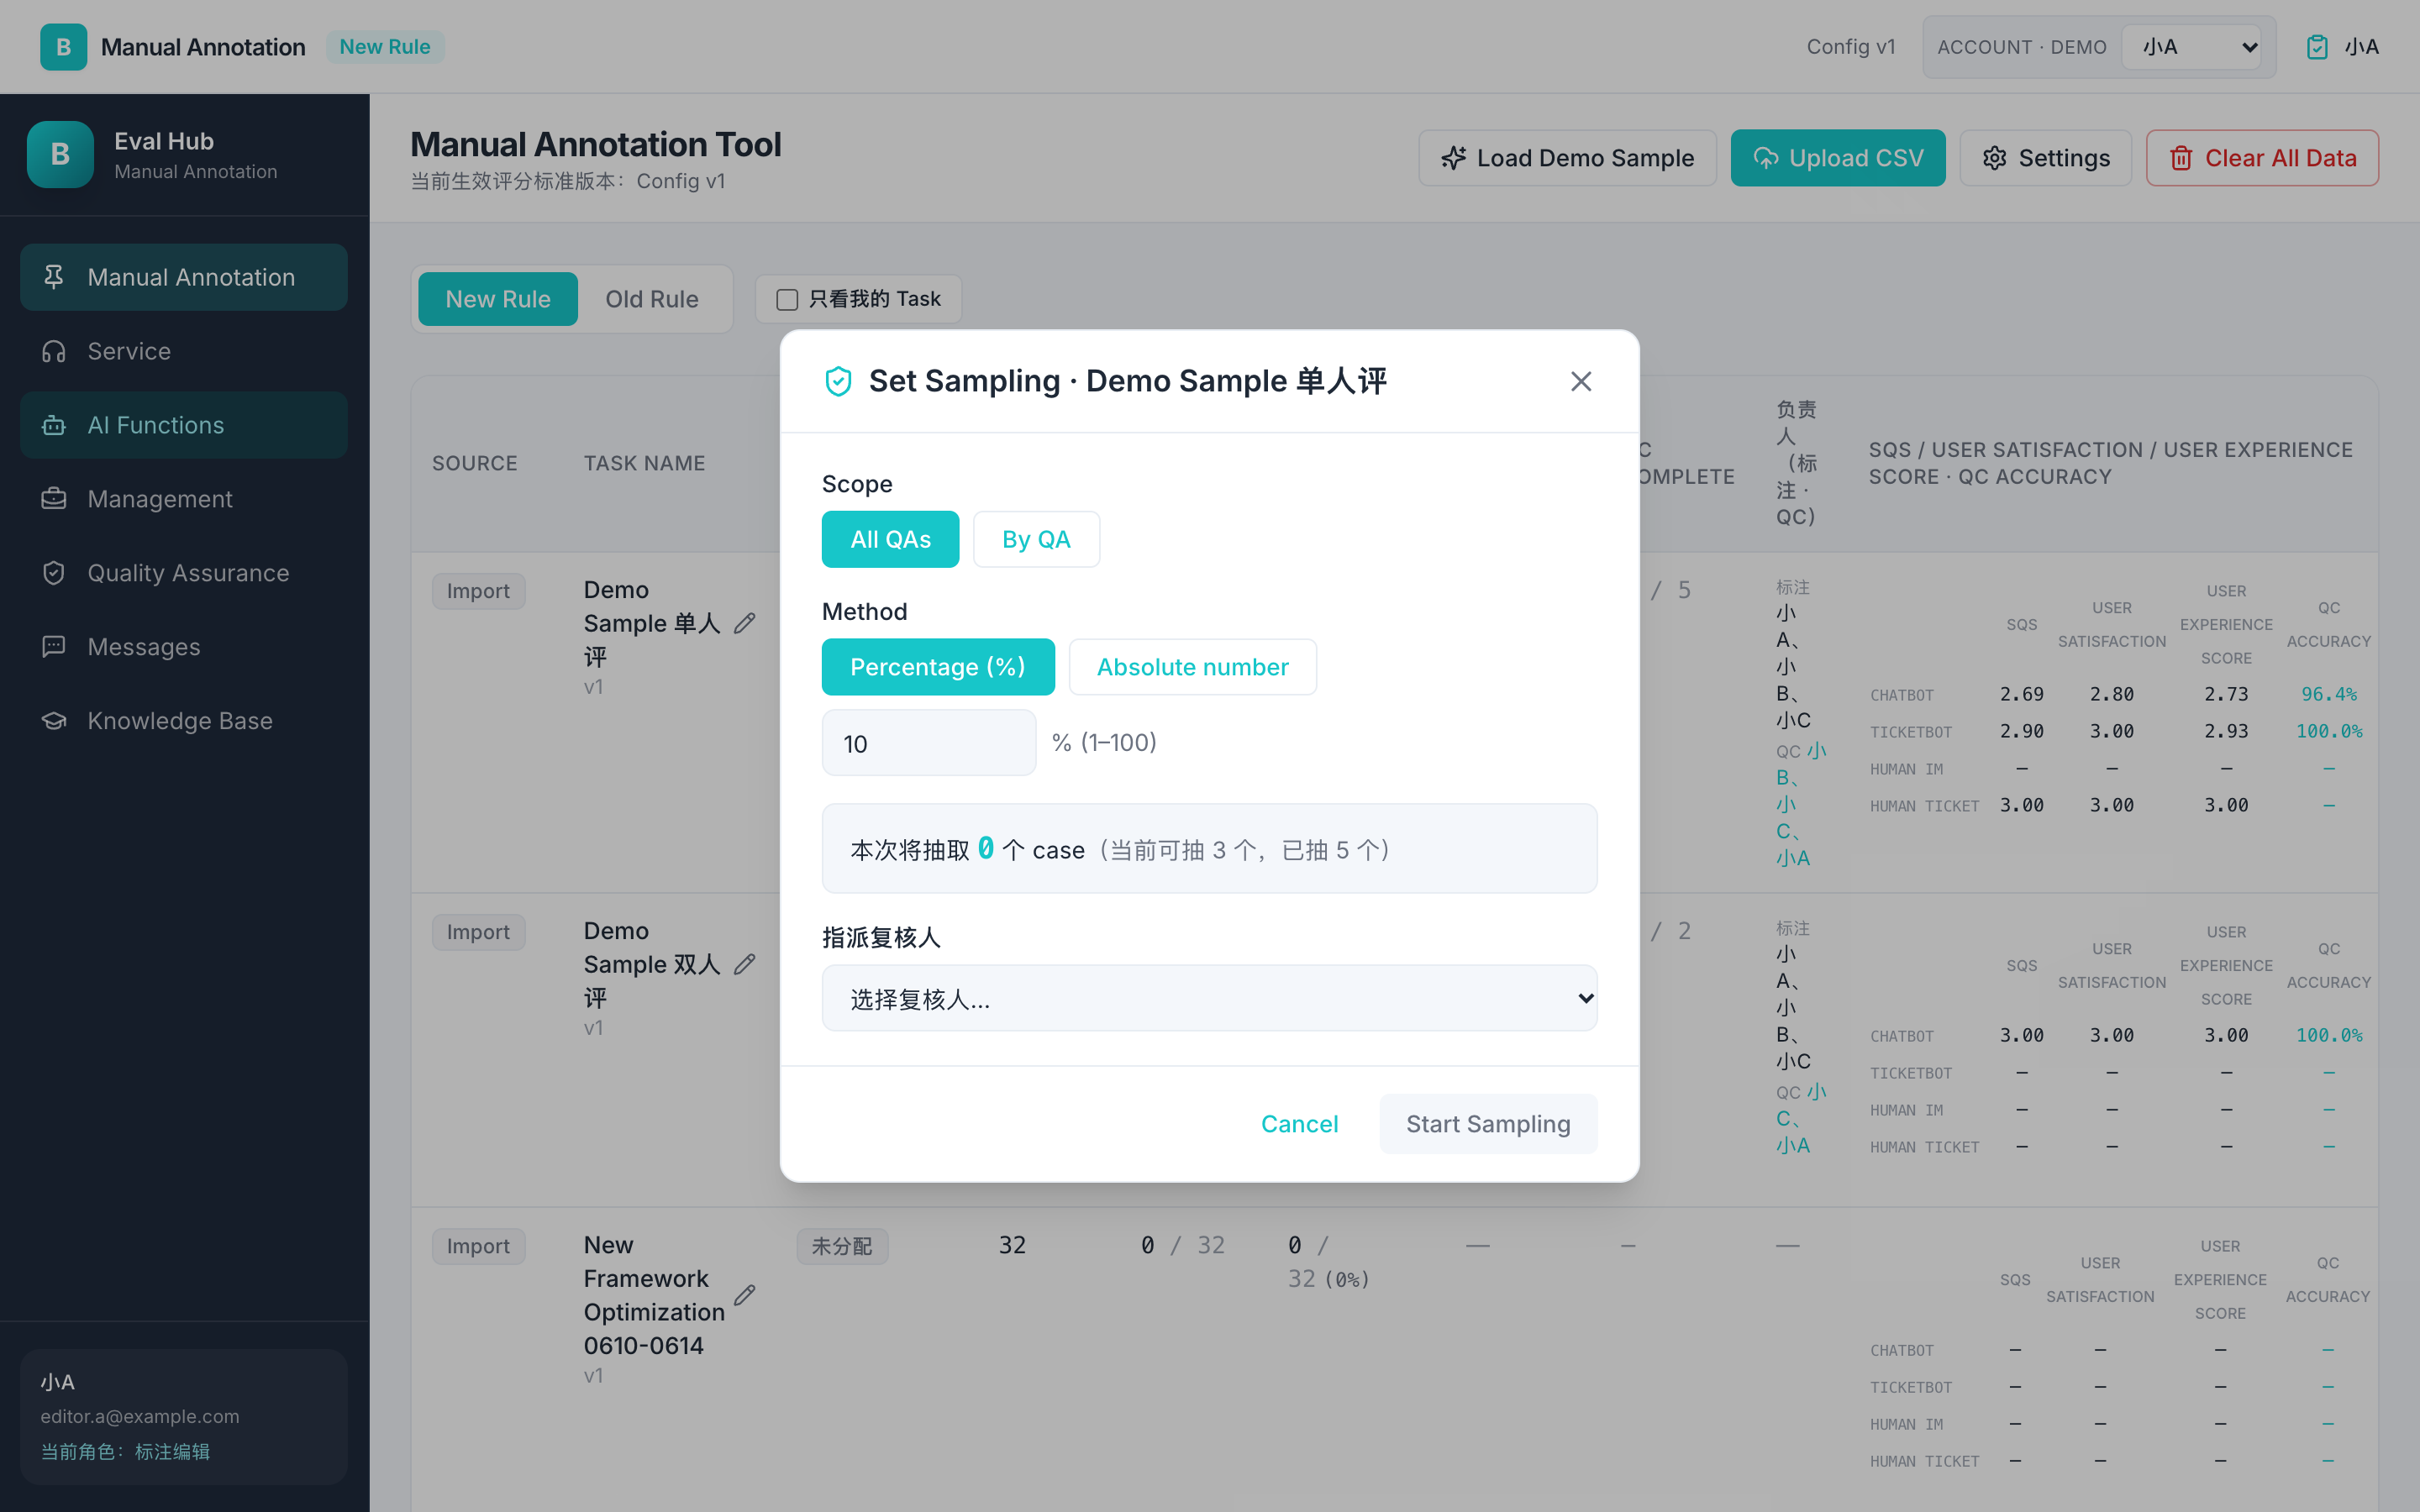 B Manual Annotation New Rule
Config v1 ACCOUNT · DEMO 小A 小A
B Eval Hub
Manual Annotation
Manual Annotation
Service
AI Functions
Management
Quality Assurance
Messages
Knowledge Base
小A
editor.a@example.com
当前角色：标注编辑
Manual Annotation Tool
当前生效评分标准版本：Config v1
Load Demo Sample Upload CSV Settings Clear All Data
New Rule Old Rule 只看我的 Task
SOURCE TASK NAME
OMPLETE
负责
人
（标
注 ·
QC）
SQS / USER SATISFACTION / USER EXPERIENCE
SCORE · QC ACCURACY
Import
Demo
Sample 单人
评
v1
/ 5
标注
小
A、
小
B、
小C
QC 小
B、
小
C、
小A
SQS
USER
SATISFACTION
USER
EXPERIENCE
SCORE
QC
ACCURACY
CHATBOT 2.69 2.80 2.73 96.4%
TICKETBOT 2.90 3.00 2.93 100.0%
HUMAN IM – – – –
HUMAN TICKET 3.00 3.00 3.00 –
Import
Demo
Sample 双人
评
v1
/ 2
标注
小
A、
小
B、
小C
QC 小
C、
小A
SQS
USER
SATISFACTION
USER
EXPERIENCE
SCORE
QC
ACCURACY
CHATBOT 3.00 3.00 3.00 100.0%
TICKETBOT – – – –
HUMAN IM – – – –
HUMAN TICKET – – – –
Import
New
Framework
Optimization
0610-0614
v1
未分配
32
0 / 32
0 /
32 (0%)
— – —
SQS
USER
SATISFACTION
USER
EXPERIENCE
SCORE
QC
ACCURACY
CHATBOT – – – –
TICKETBOT – – – –
HUMAN IM – – – –
HUMAN TICKET – – – –
Set Sampling · Demo Sample 单人评
Scope
All QAs By QA
Method
Percentage (%) Absolute number
10 % (1–100)
本次将抽取 0 个 case（当前可抽 3 个，已抽 5 个）
指派复核人
选择复核人...
Cancel Start Sampling